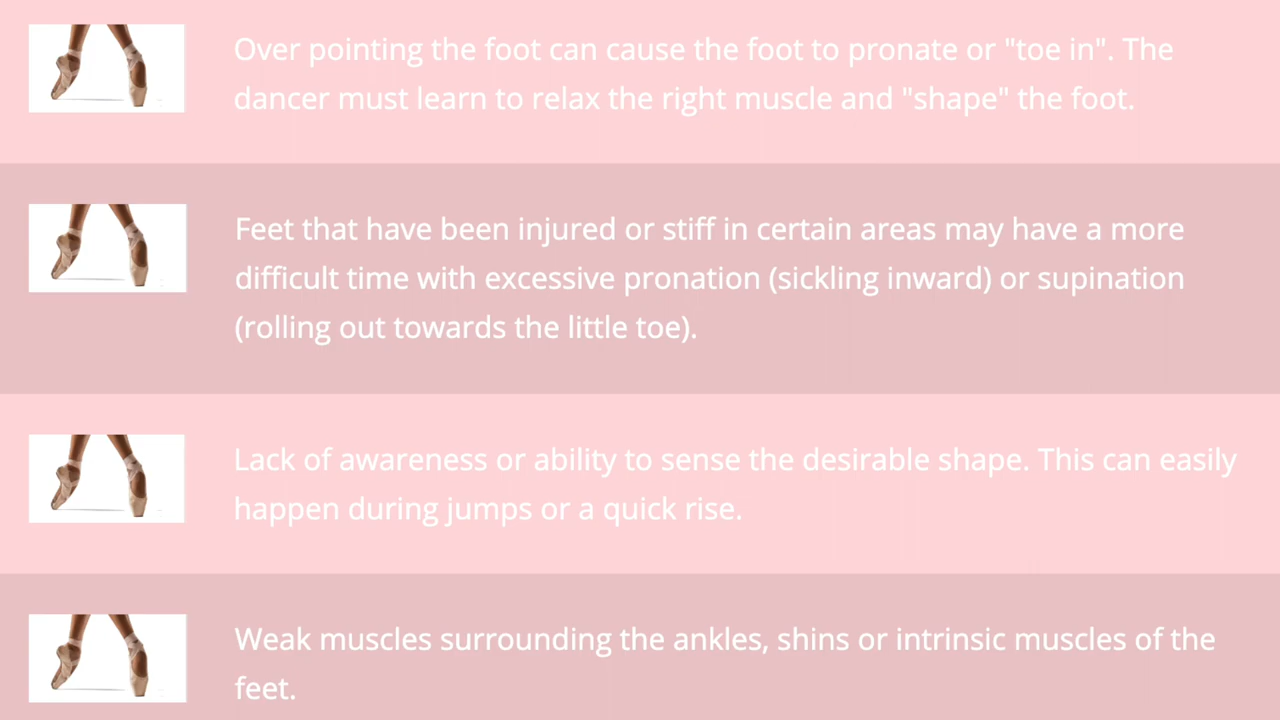 Over pointing the foot can cause the foot to pronate or "toe in". The
dancer must learn to relax the right muscle and "shape" the foot.
Feet that have been injured or stiff in certain areas may have a more
difficult time with excessive pronation (sickling inward) or supination
(rolling out towards the little toe).
Lack of awareness or ability to sense the desirable shape. This can easily
happen during jumps or a quick rise.
Weak muscles surrounding the ankles, shins or intrinsic muscles of the
feet.